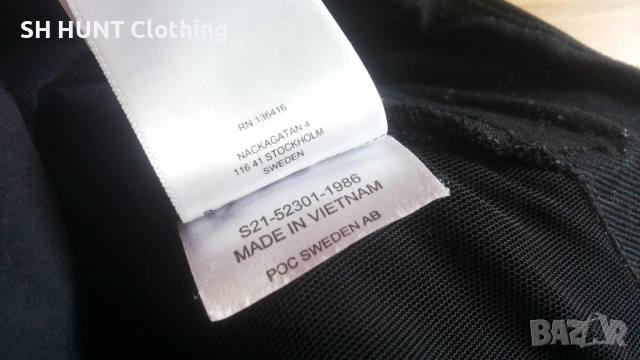 SH HUNT Clothing
RN 136416
NACKAGATAN 4
116 41 STOCKHOLM
SWEDEN
S21-52301-1986
MADE IN VIETNAM
POC SWEDEN AB
BAZAR